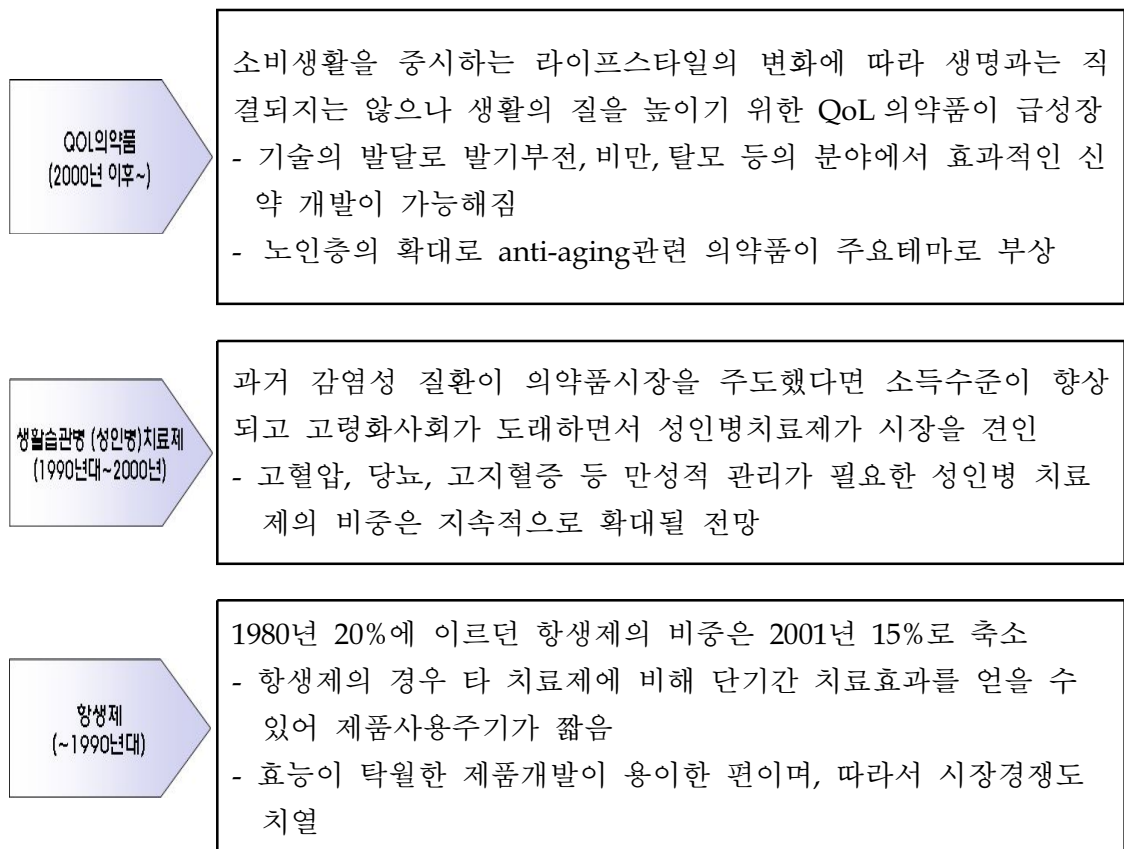 QOL의약품
(2000년 이후~)
소비생활을 중시하는 라이프스타일의 변화에 따라 생명과는 직
결되지는 않으나 생활의 질을 높이기 위한 QoL 의약품이 급성장
- 기술의 발달로 발기부전, 비만, 탈모 등의 분야에서 효과적인 신
약 개발이 가능해짐
- 노인층의 확대로 anti-aging관련 의약품이 주요테마로 부상
생활습관병 (성인병)치료제
(1990년대~2000년)
과거 감염성 질환이 의약품시장을 주도했다면 소득수준이 향상
되고 고령화사회가 도래하면서 성인병치료제가 시장을 견인
- 고혈압, 당뇨, 고지혈증 등 만성적 관리가 필요한 성인병 치료
제의 비중은 지속적으로 확대될 전망
항생제
(~1990년대)
1980년 20%에 이르던 항생제의 비중은 2001년 15%로 축소
- 항생제의 경우 타 치료제에 비해 단기간 치료효과를 얻을 수
있어 제품사용주기가 짧음
- 효능이 탁월한 제품개발이 용이한 편이며, 따라서 시장경쟁도
치열